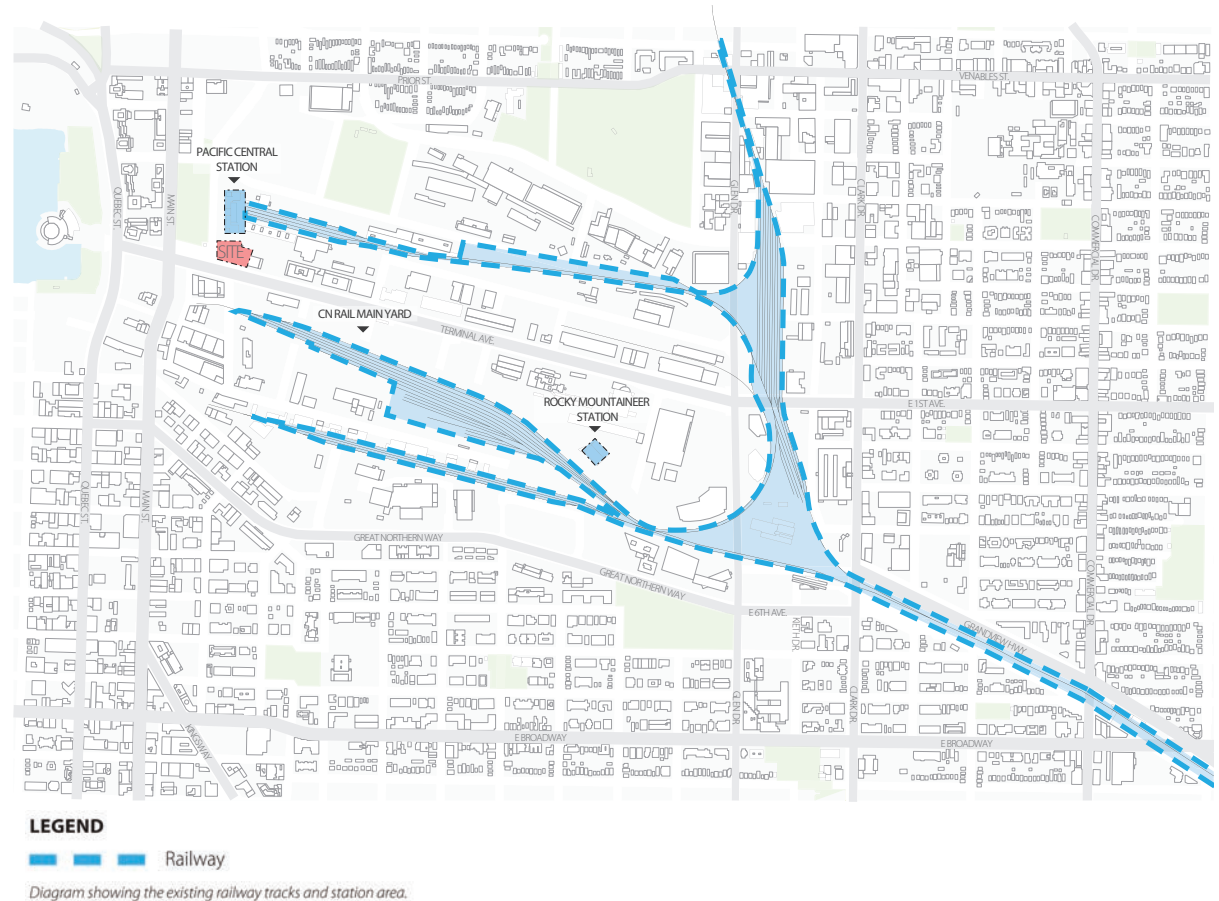 PRIOR ST.
VENABLES ST.
PACIFIC CENTRAL
STATION
QUEBEC ST.
MAIN ST.
GLEN DR.
CLARK DR.
COMMERCIAL DR.
SITE
CN RAIL MAIN YARD
TERMINAL AVE.
ROCKY MOUNTAINEER
STATION
E 1ST AVE.
QUEBEC ST.
MAIN ST.
GREAT NORTHERN WAY
GREAT NORTHERN WAY
E 6TH AVE.
KEITH DR.
COMMERCIAL DR.
GRANDVIEW HWY.
GLEN DR.
CLARK DR.
KINGSWAY
E BROADWAY
E BROADWAY
LEGEND
Railway
Diagram showing the existing railway tracks and station area.